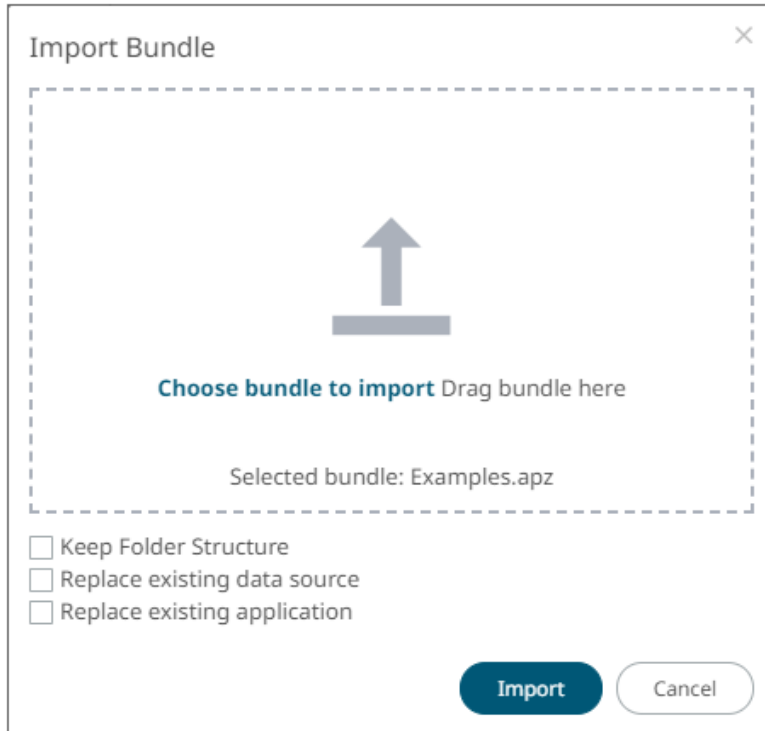 Import Bundle
Choose bundle to import Drag bundle here
Selected bundle: Examples.apz
Keep Folder Structure
Replace existing data source
Replace existing application
Import Cancel